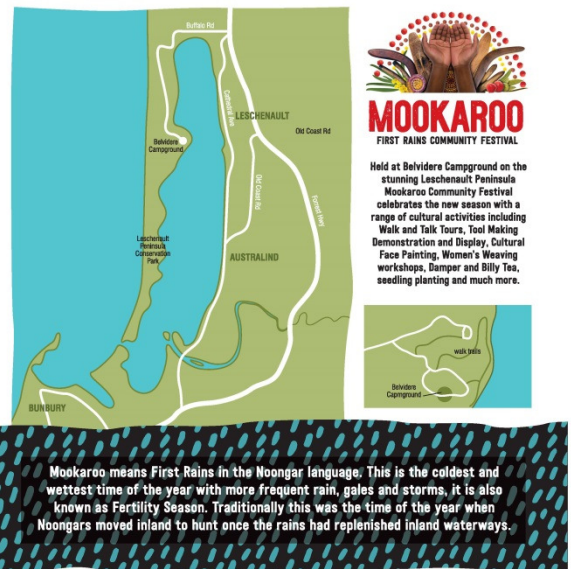 Buffalo Rd
Cathedral Ave
LESCHENAULT
Old Coast Rd
Belvidere
Campground
Old Coast Rd
Forrest Hwy
Leschenault
Peninsula
Conservation
Park
AUSTRALIND
BUNBURY
MOOKAROO
FIRST RAINS COMMUNITY FESTIVAL
Held at Belvidere Campground on the
stunning Leschenault Peninsula
Mookaroo Community Festival
celebrates the new season with a
range of cultural activities including
Walk and Talk Tours, Tool Making
Demonstration and Display, Cultural
Face Painting, Women's Weaving
workshops, Damper and Billy Tea,
seedling planting and much more.
walk trails
Belvidere
Capmground
Mookaroo means First Rains in the Noongar language. This is the coldest and
wettest time of the year with more frequent rain, gales and storms, it is also
known as Fertility Season. Traditionally this was the time of the year when
Noongars moved inland to hunt once the rains had replenished inland waterways.